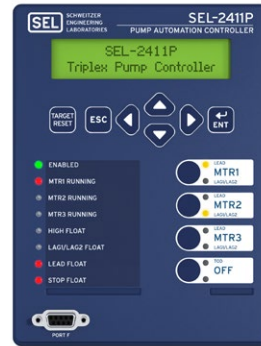 SEL
SCHWEITZER
ENGINEERING
LABORATORIES
SEL-2411P
PUMP AUTOMATION CONTROLLER
SEL-2411P
Triplex Pump Controller
TARGET
RESET
ESC
ENT
ENABLED
MTR1 RUNNING
MTR2 RUNNING
MTR3 RUNNING
HIGH FLOAT
LAG1/LAG2 FLOAT
LEAD FLOAT
STOP FLOAT
LEAD
MTR1
LAG1/LAG2
LEAD
MTR2
LAG1/LAG2
LEAD
MTR3
LAG1/LAG2
OFF
PORT F